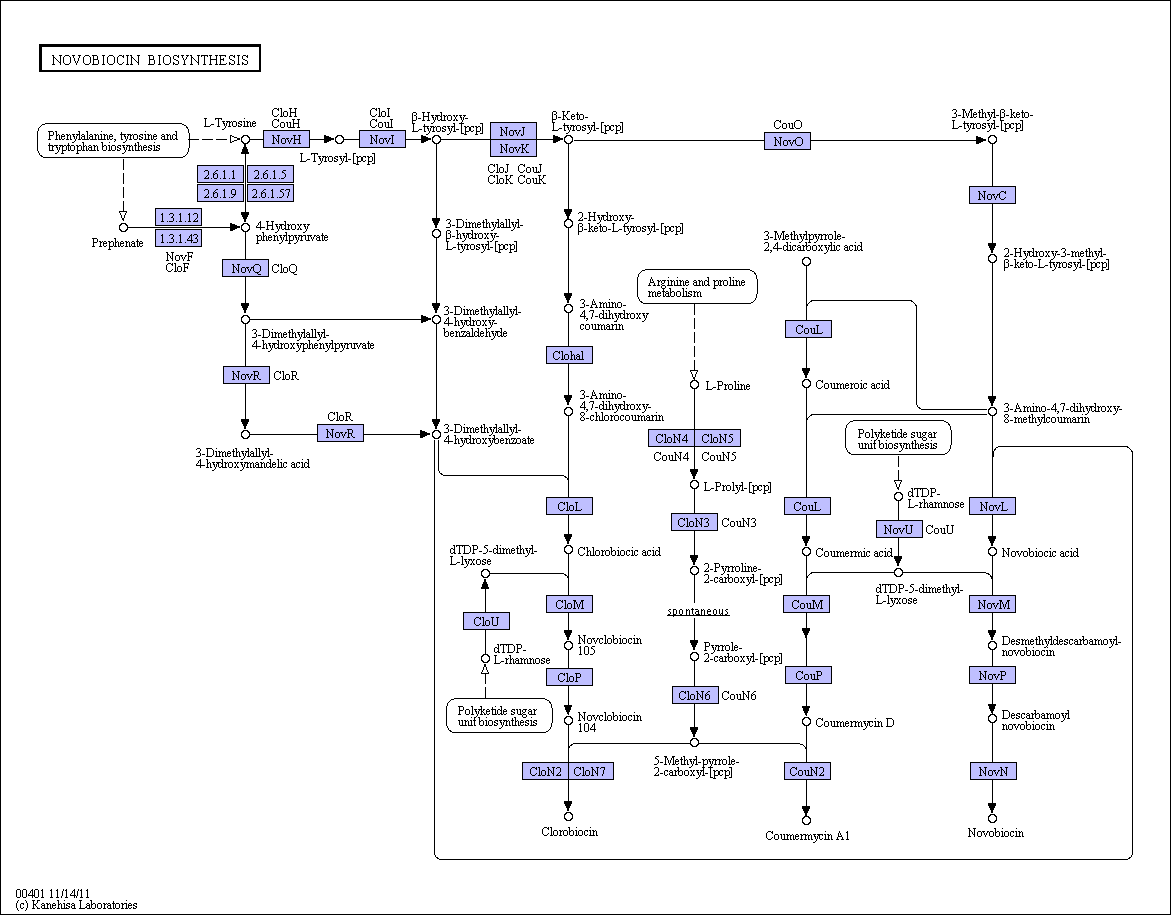 NOVOBIOCIN BIOSYNTHESIS
Phenylalanine, tyrosine and
tryptophan biosynthesis
L-Tyrosine
CloH
CouH
NovH
L-Tyrosyl-[pcp]
CloI
CouI
NovI
β-Hydroxy-
L-tyrosyl-[pcp]
NovJ
NovK
CloJ CouJ
CloK CouK
β-Keto-
L-tyrosyl-[pcp]
CouO
NovO
3-Methyl-β-keto-
L-tyrosyl-[pcp]
2.6.1.1
2.6.1.5
2.6.1.9
2.6.1.57
1.3.1.12
1.3.1.43
NovF
CloF
Prephenate
4-Hydroxy
phenylpyruvate
NovQ
CloQ
3-Dimethylallyl-
β-hydroxy-
L-tyrosyl-[pcp]
2-Hydroxy-
β-keto-L-tyrosyl-[pcp]
3-Methylpyrrole-
2,4-dicarboxylic acid
NovC
2-Hydroxy-3-methyl-
β-keto-L-tyrosyl-[pcp]
Arginine and proline
metabolism
3-Dimethylallyl-
4-hydroxyphenylpyruvate
3-Dimethylallyl-
4-hydroxy-
benzaldehyde
3-Amino-
4,7-dihydroxy
coumarin
CouL
Clohal
NovR
CloR
L-Proline
Coumeroic acid
3-Amino-
4,7-dihydroxy-
8-chlorocoumarin
3-Amino-4,7-dihydroxy-
8-methylcoumarin
CloR
NovR
3-Dimethylallyl-
4-hydroxybenzoate
3-Dimethylallyl-
4-hydroxymandelic acid
CloN4
CloN5
CouN4
CouN5
Polyketide sugar
unit biosynthesis
L-Prolyl-[pcp]
dTDP-
L-rhamnose
CloL
CouL
NovL
CloN3
CouN3
NovU
CouU
dTDP-5-dimethyl-
L-lyxose
Chlorobiocic acid
Coumermic acid
Novobiocic acid
2-Pyrroline-
2-carboxyl-[pcp]
dTDP-5-dimethyl-
L-lyxose
CloM
CouM
NovM
spontaneous
CloU
dTDP-
L-rhamnose
Novclobiocin
105
Pyrrole-
2-carboxyl-[pcp]
Desmethyldescarbamoyl-
novobiocin
CloP
CouP
NovP
CloN6
CouN6
Polyketide sugar
unit biosynthesis
Novclobiocin
104
Coumermycin D
Descarbamoyl
novobiocin
5-Methyl-pyrrole-
2-carboxyl-[pcp]
CloN2
CloN7
CouN2
NovN
Clorobiocin
Coumermycin A1
Novobiocin
00401 11/14/11
(c) Kanehisa Laboratories